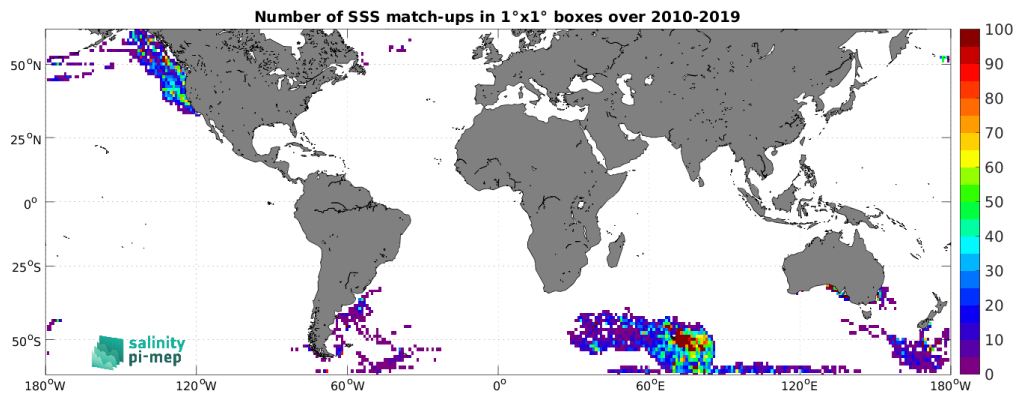 Number of SSS match-ups in 1°x1° boxes over 2010-2019
100
90
80
70
60
50
40
30
20
10
0
50°N
25°N
0°
25°S
50°S
salinity
pi-mep
180°W 120°W 60°W 0° 60°E 120°E 180°W